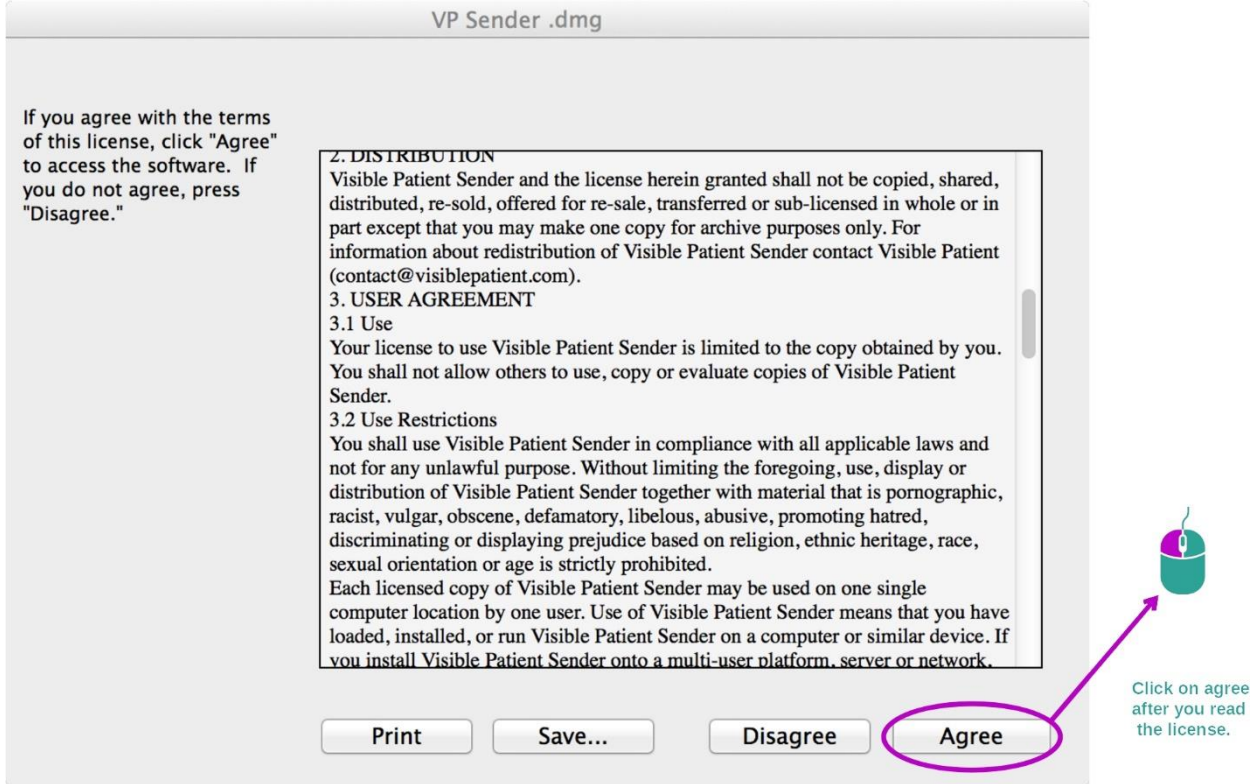 VP Sender .dmg
If you agree with the terms
of this license, click "Agree"
to access the software. If
you do not agree, press
"Disagree."
2. DISTRIBUTION
Visible Patient Sender and the license herein granted shall not be copied, shared,
distributed, re-sold, offered for re-sale, transferred or sub-licensed in whole or in
part except that you may make one copy for archive purposes only. For
information about redistribution of Visible Patient Sender contact Visible Patient
(contact@visiblepatient.com).
3. USER AGREEMENT
3.1 Use
Your license to use Visible Patient Sender is limited to the copy obtained by you.
You shall not allow others to use, copy or evaluate copies of Visible Patient
Sender.
3.2 Use Restrictions
You shall use Visible Patient Sender in compliance with all applicable laws and
not for any unlawful purpose. Without limiting the foregoing, use, display or
distribution of Visible Patient Sender together with material that is pornographic,
racist, vulgar, obscene, defamatory, libelous, abusive, promoting hatred,
discriminating or displaying prejudice based on religion, ethnic heritage, race,
sexual orientation or age is strictly prohibited.
Each licensed copy of Visible Patient Sender may be used on one single
computer location by one user. Use of Visible Patient Sender means that you have
loaded, installed, or run Visible Patient Sender on a computer or similar device. If
you install Visible Patient Sender onto a multi-user platform, server or network,
Print
Save...
Disagree
Agree
Click on agree
after you read
the license.